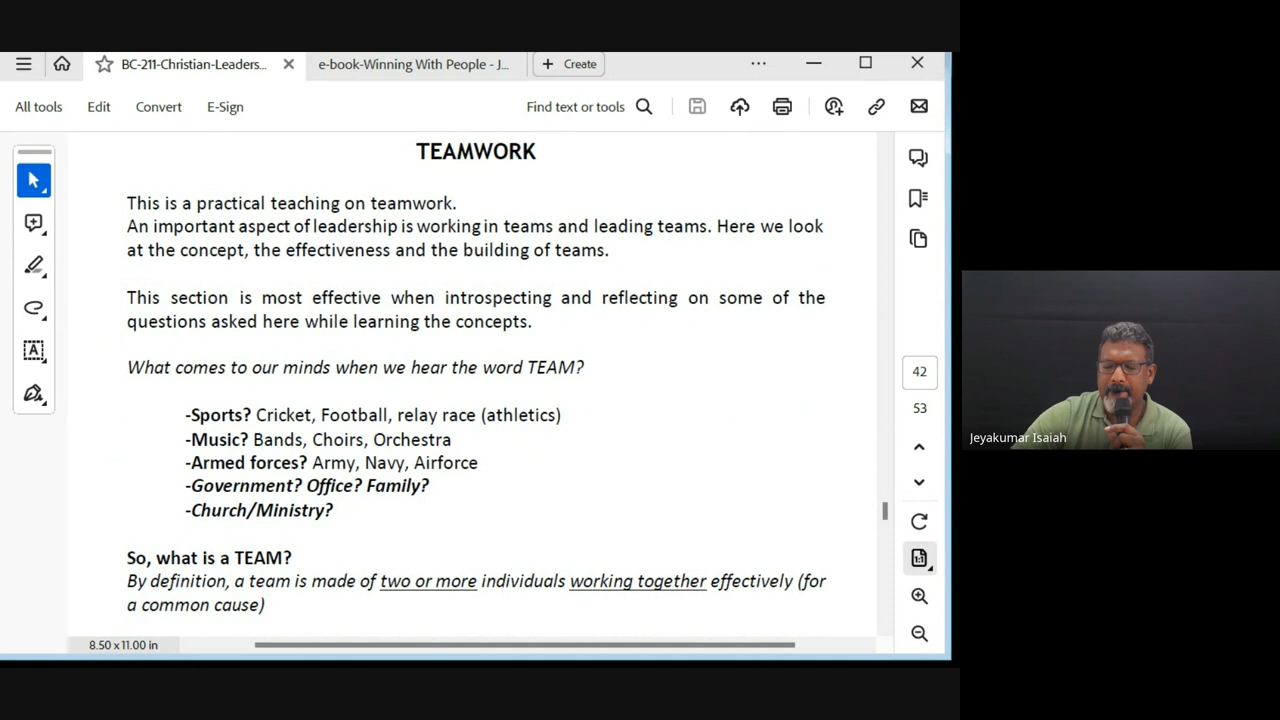 BC-211-Christian-Leaders...
e-book-Winning With People - J...
Create
All tools
Edit
Convert
E-Sign
Find text or tools
TEAMWORK
This is a practical teaching on teamwork.
An important aspect of leadership is working in teams and leading teams. Here we look
at the concept, the effectiveness and the building of teams.
This section is most effective when introspecting and reflecting on some of the
questions asked here while learning the concepts.
What comes to our minds when we hear the word TEAM?
-Sports? Cricket, Football, relay race (athletics)
-Music? Bands, Choirs, Orchestra
-Armed forces? Army, Navy, Airforce
-Government? Office? Family?
-Church/Ministry?
So, what is a TEAM?
By definition, a team is made of two or more individuals working together effectively (for
a common cause)
8.50 x 11.00 in
42
53
1:1
Jeyakumar Isaiah